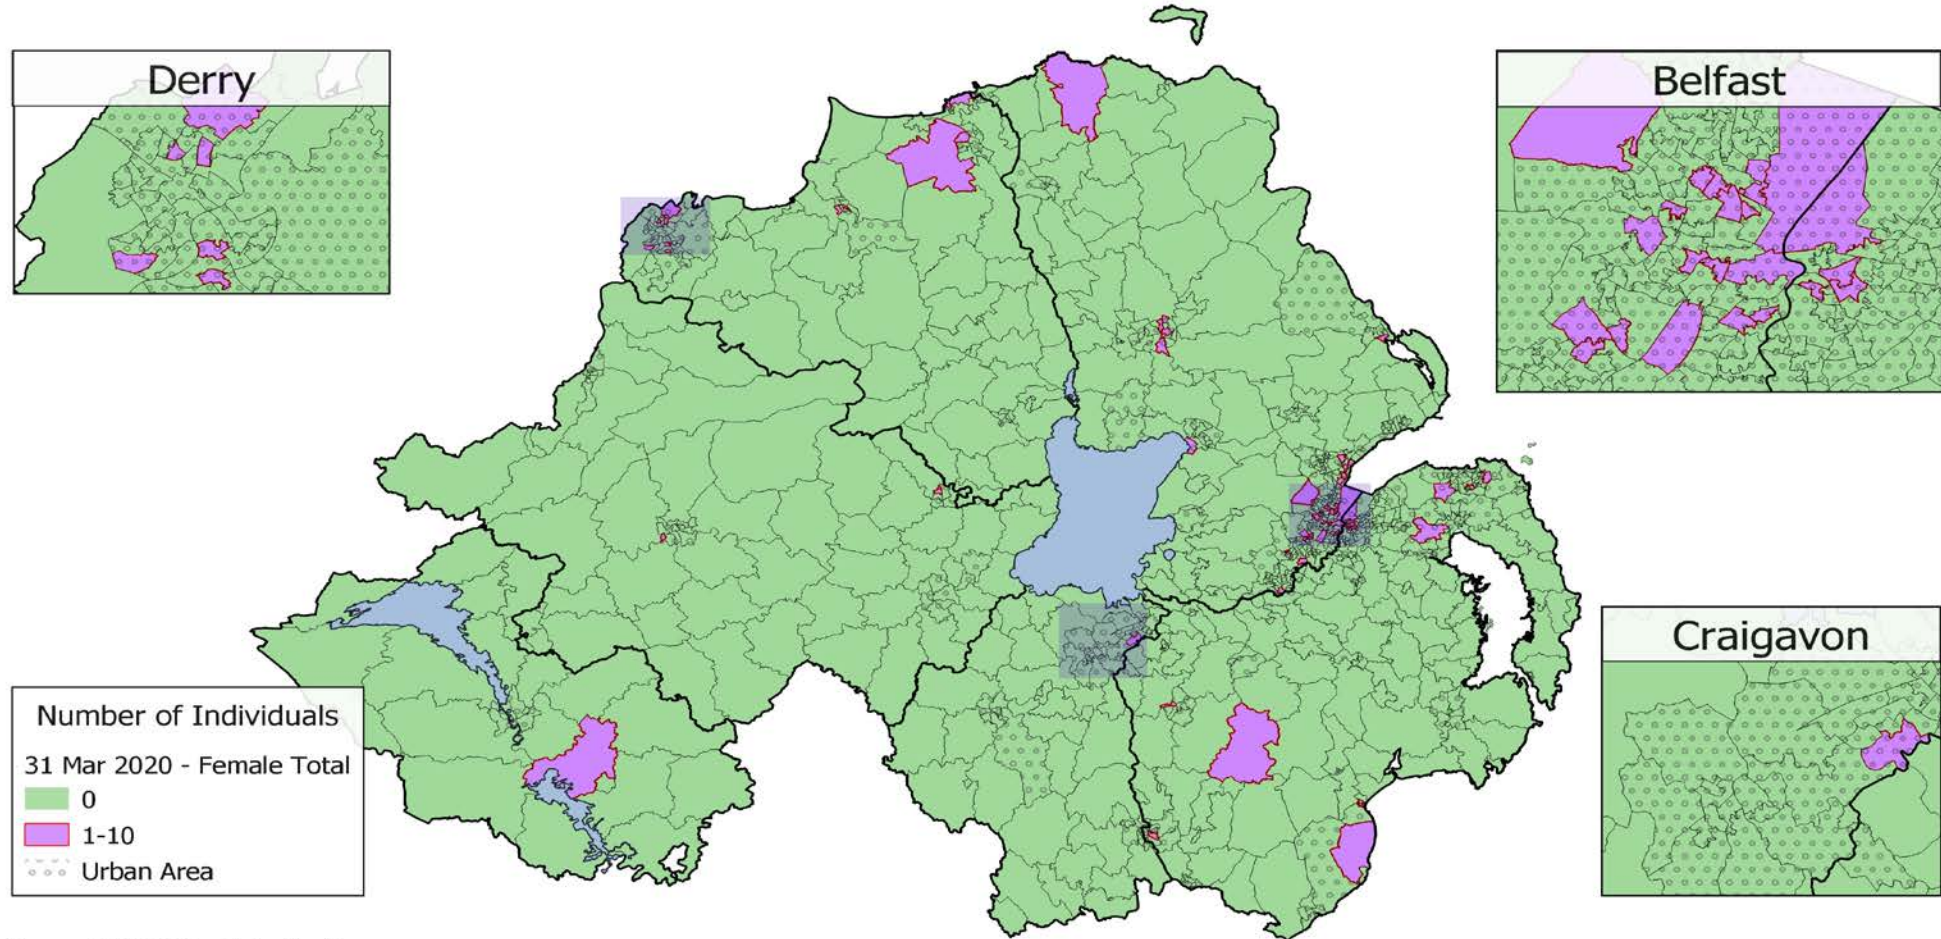 Derry
Belfast
Craigavon
Number of Individuals
31 Mar 2020 - Female Total
0
1-10
Urban Area